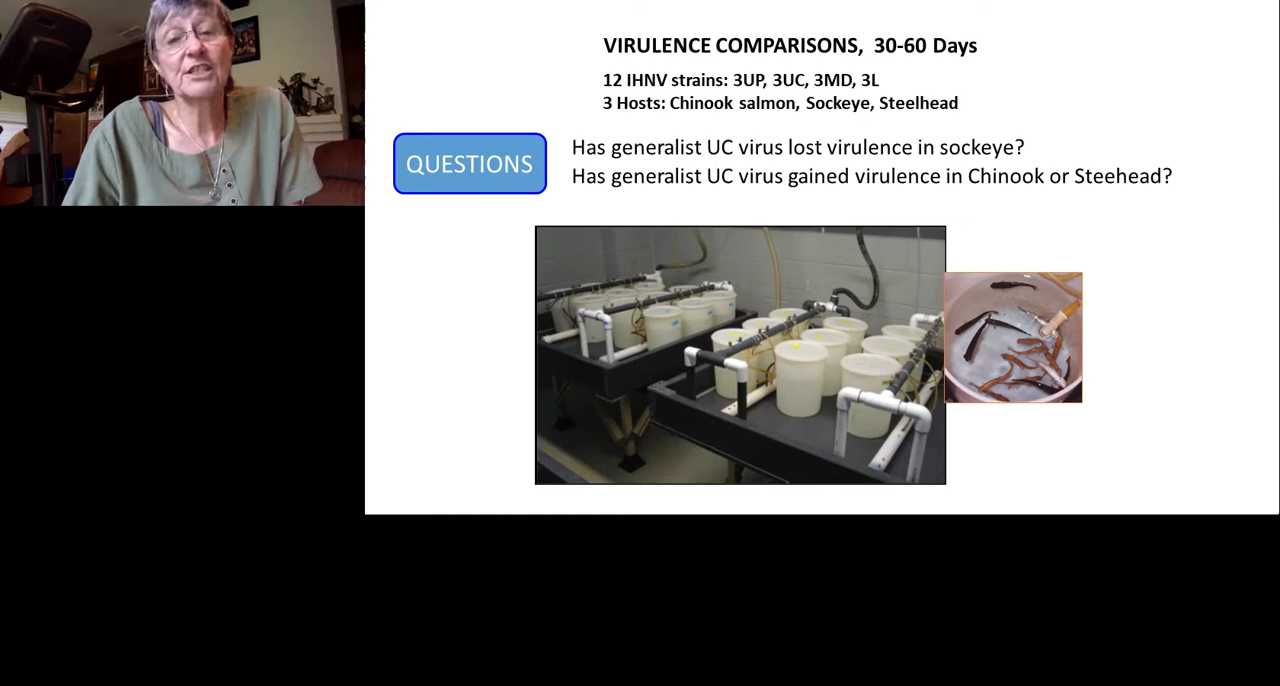 VIRULENCE COMPARISONS, 30-60 Days
12 IHNV strains: 3UP, 3UC, 3MD, 3L
3 Hosts: Chinook salmon, Sockeye, Steelhead
QUESTIONS
Has generalist UC virus lost virulence in sockeye?
Has generalist UC virus gained virulence in Chinook or Steehead?